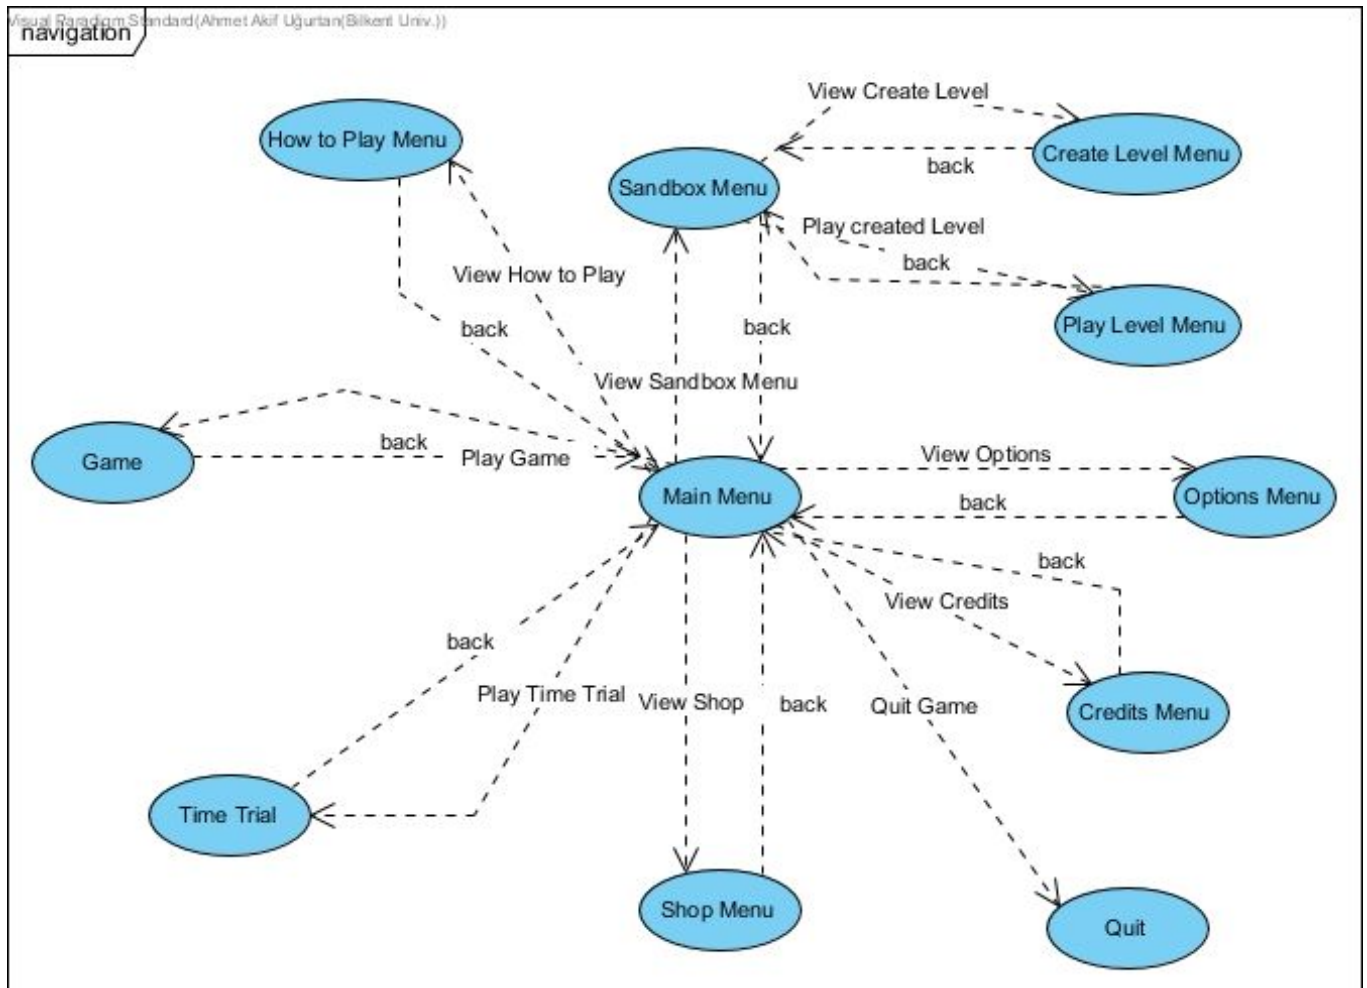 Visual Paradigm Standard(Ahmet Akif Uğurtan(Bilkent Univ.))
navigation
View Create Level
How to Play Menu
Create Level Menu
back
Sandbox Menu
Play created Level
back
View How to Play
Play Level Menu
back
back
View Sandbox Menu
back
Play Game
Game
View Options
Main Menu
Options Menu
back
back
View Credits
back
Play Time Trial
View Shop
back
Quit Game
Credits Menu
Time Trial
Shop Menu
Quit